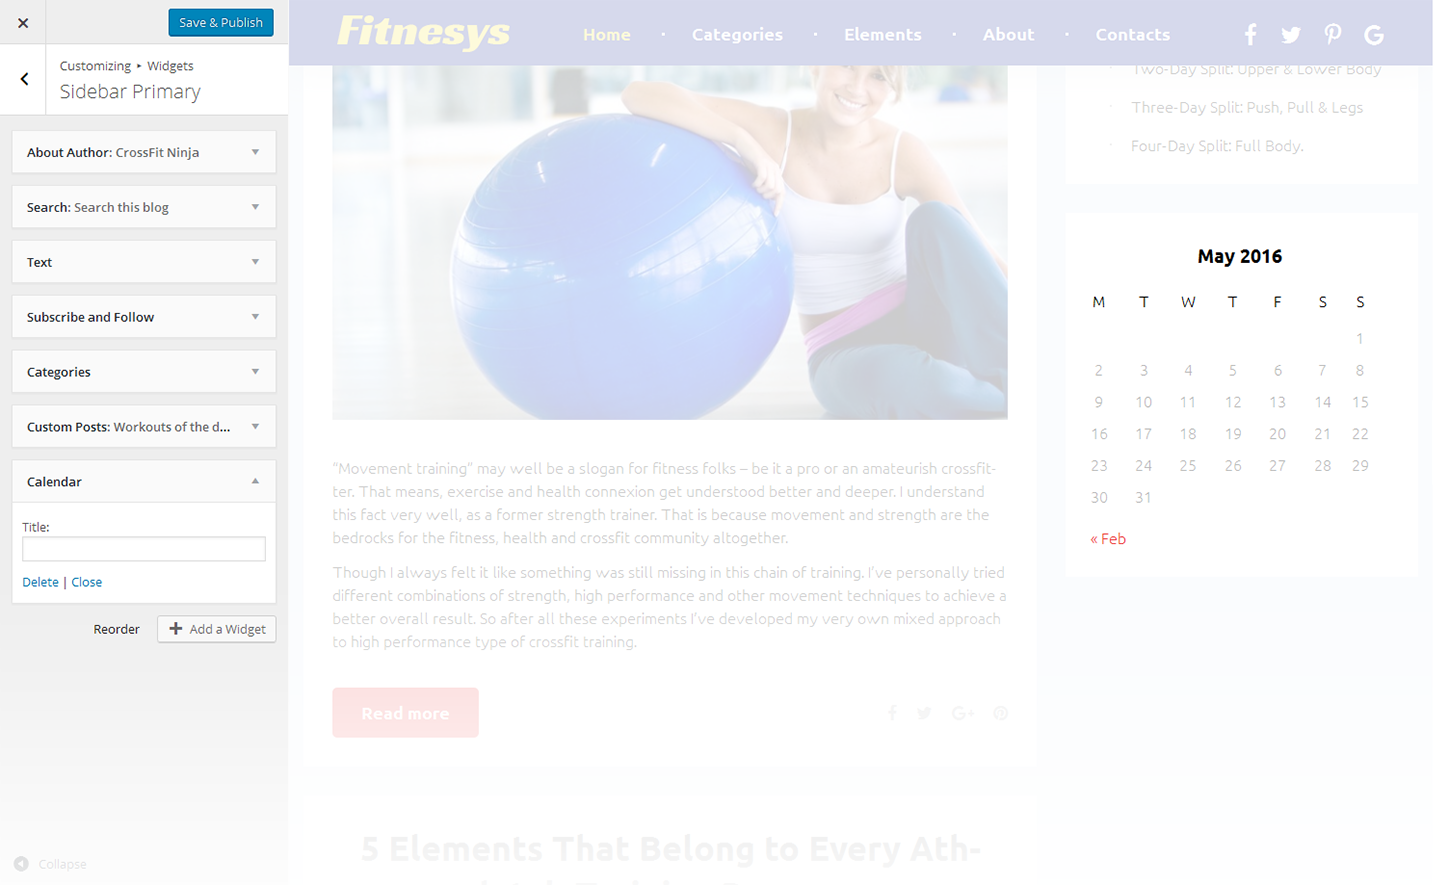 Save & Publish
Customizing ▸ Widgets
Sidebar Primary
About Author: CrossFit Ninja
Search: Search this blog
Text
Subscribe and Follow
Categories
Custom Posts: Workouts of the d...
Calendar
Title:
Delete | Close
Reorder
Add a Widget
Collapse
Fitnesys
Home · Categories · Elements · About · Contacts
“Movement training” may well be a slogan for fitness folks – be it a pro or an amateurish crossfit-
ter. That means, exercise and health connexion get understood better and deeper. I understand
this fact very well, as a former strength trainer. That is because movement and strength are the
bedrocks for the fitness, health and crossfit community altogether.
Though I always felt it like something was still missing in this chain of training. I’ve personally tried
different combinations of strength, high performance and other movement techniques to achieve a
better overall result. So after all these experiments I’ve developed my very own mixed approach
to high performance type of crossfit training.
Read more
5 Elements That Belong to Every Ath-
Two-Day Split: Upper & Lower Body
Three-Day Split: Push, Pull & Legs
Four-Day Split: Full Body.
May 2016
M T W T F S S
1
2 3 4 5 6 7 8
9 10 11 12 13 14 15
16 17 18 19 20 21 22
23 24 25 26 27 28 29
30 31
« Feb